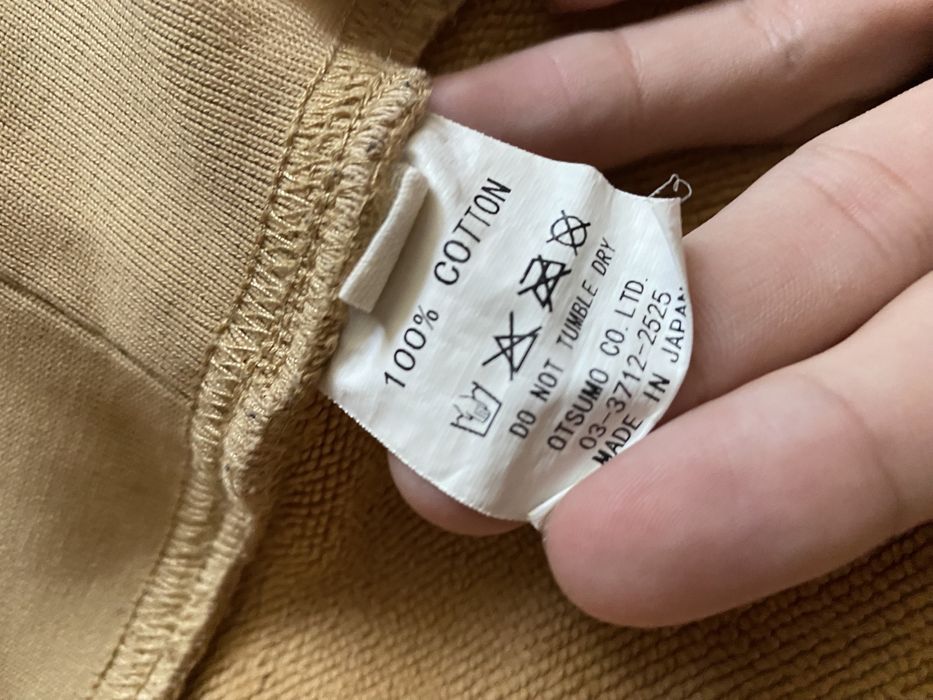 100% COTTON
DO NOT TUMBLE DRY
OTSUMO CO. LTD.
03-3712-2525
MADE IN JAPAN.